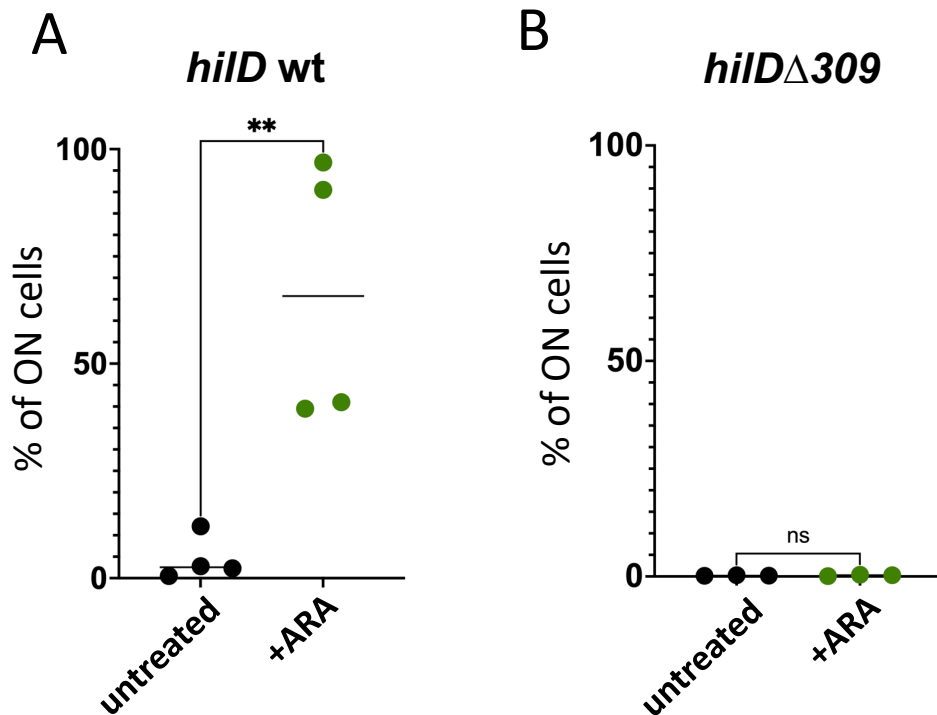 A
hilD wt
**
100
50
0
% of ON cells
untreated
+ARA
B
hilDΔ309
100
50
0
% of ON cells
ns
untreated
+ARA